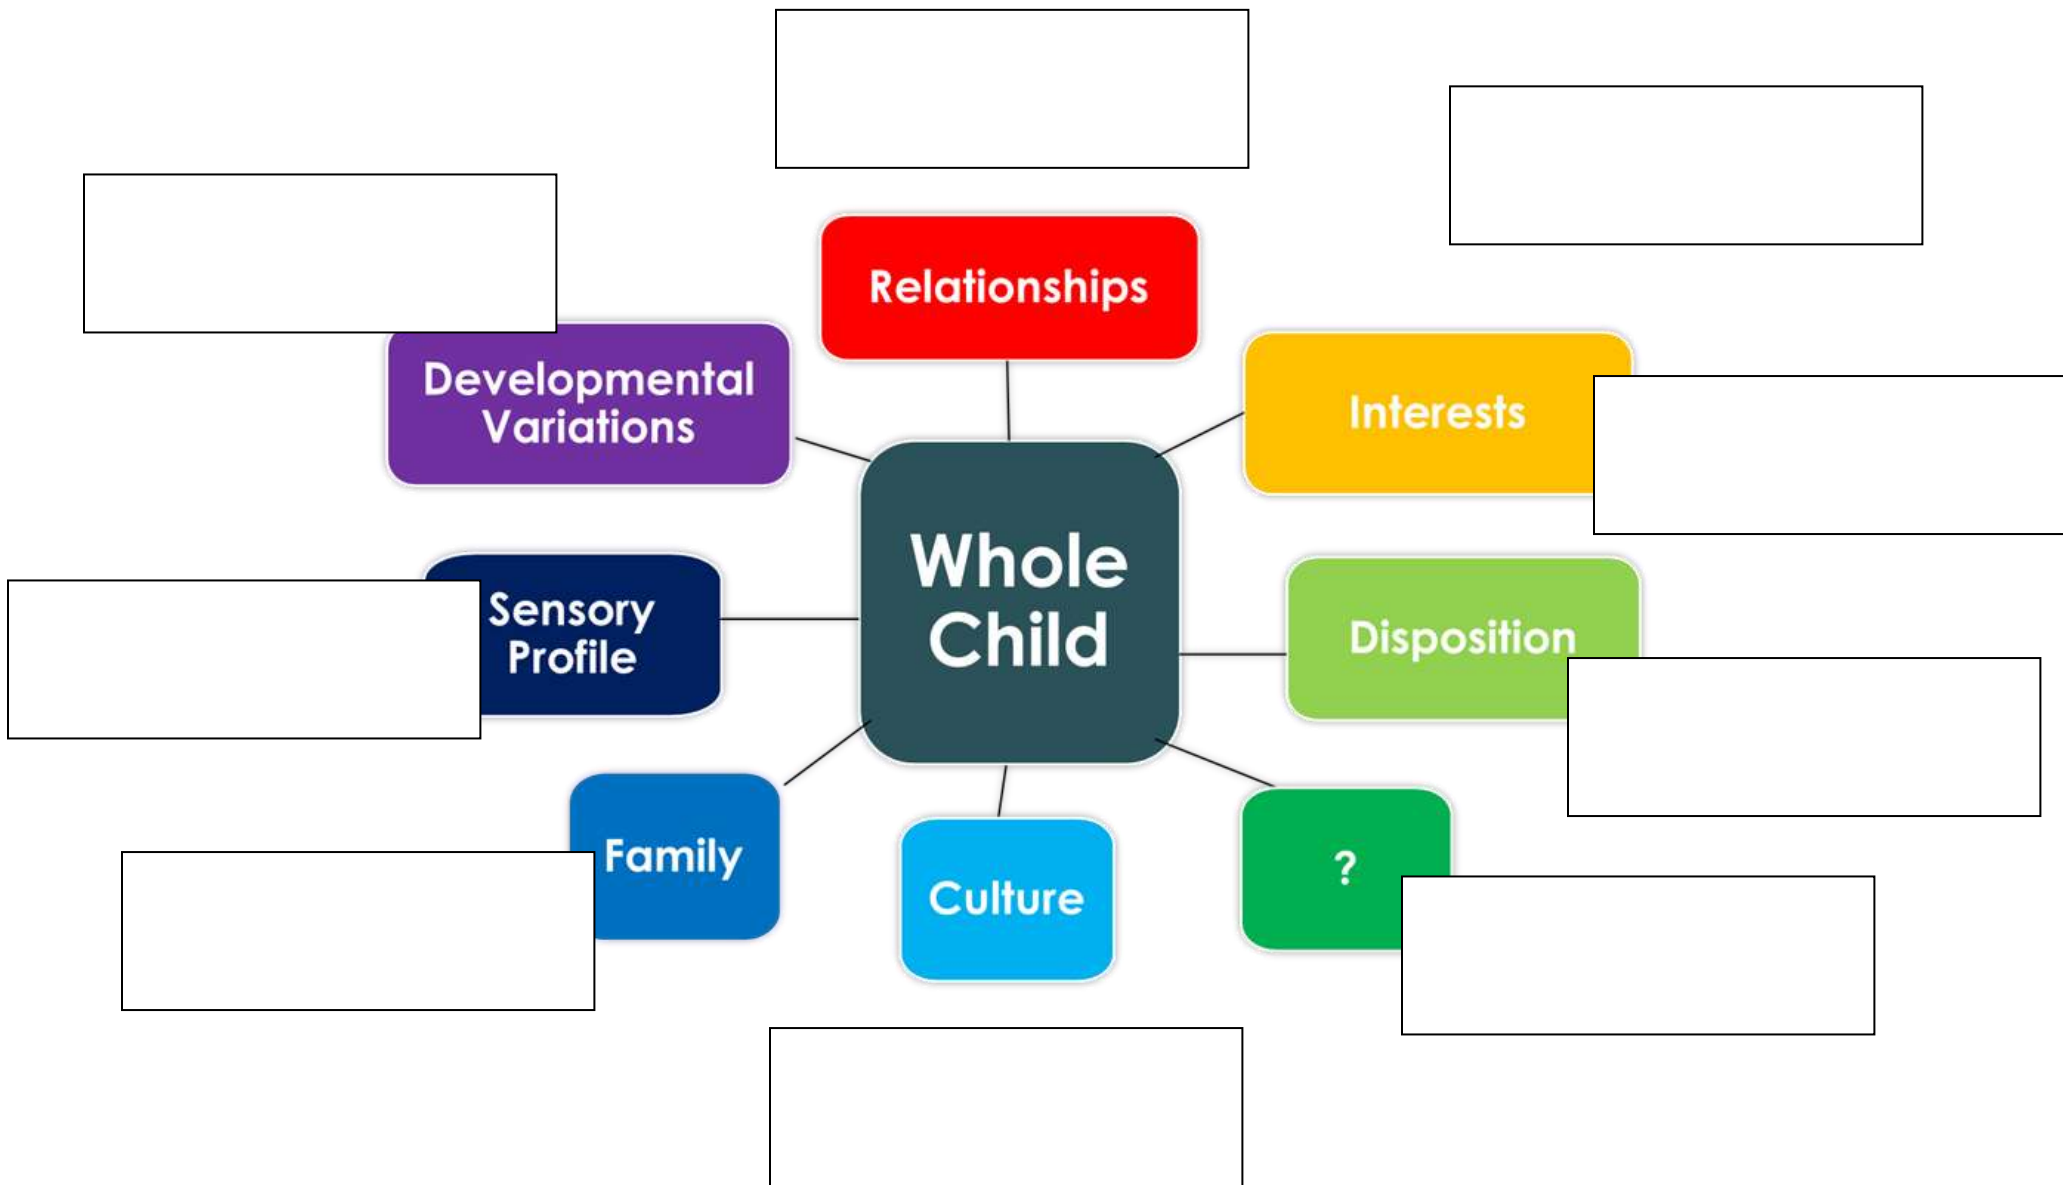 Relationships
Developmental
Variations
Interests
Whole
Child
Sensory
Profile
Disposition
Family
Culture
?